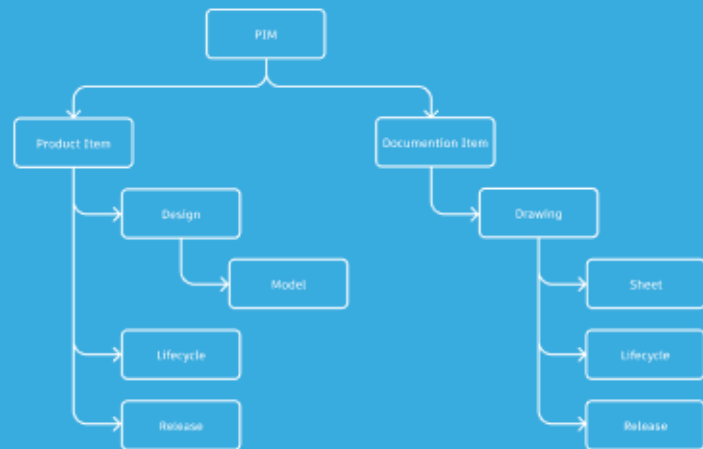 PIM
Product Item
Documention Item
Design
Drawing
Model
Sheet
Lifecycle
Lifecycle
Release
Release